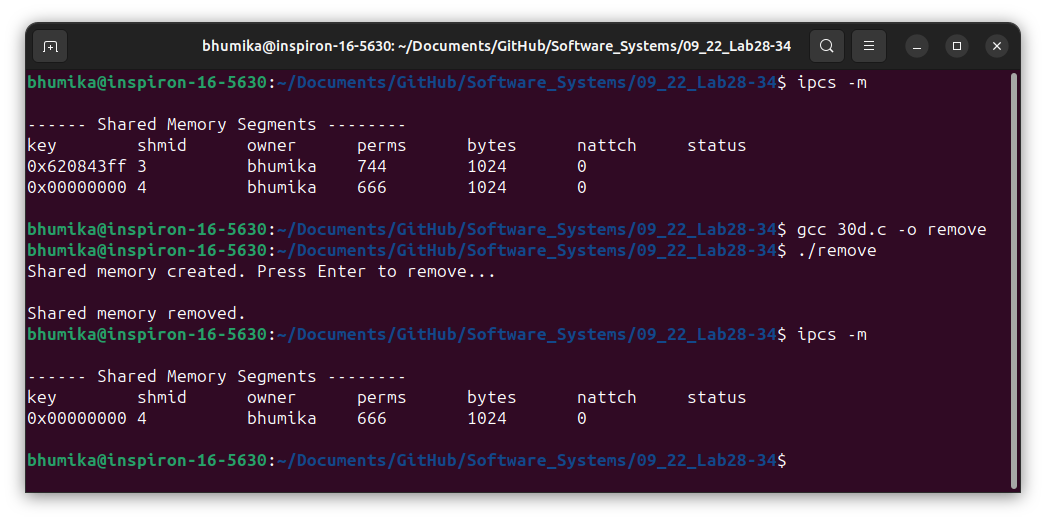 bhumika@inspiron-16-5630: ~/Documents/GitHub/Software_Systems/09_22_Lab28-34
bhumika@inspiron-16-5630:~/Documents/GitHub/Software_Systems/09_22_Lab28-34$ ipcs -m
------ Shared Memory Segments --------
key        shmid      owner      perms      bytes      nattch     status
0x620843ff 3          bhumika    744        1024       0
0x00000000 4          bhumika    666        1024       0
bhumika@inspiron-16-5630:~/Documents/GitHub/Software_Systems/09_22_Lab28-34$ gcc 30d.c -o remove
bhumika@inspiron-16-5630:~/Documents/GitHub/Software_Systems/09_22_Lab28-34$ ./remove
Shared memory created. Press Enter to remove...
Shared memory removed.
bhumika@inspiron-16-5630:~/Documents/GitHub/Software_Systems/09_22_Lab28-34$ ipcs -m
------ Shared Memory Segments --------
key        shmid      owner      perms      bytes      nattch     status
0x00000000 4          bhumika    666        1024       0
bhumika@inspiron-16-5630:~/Documents/GitHub/Software_Systems/09_22_Lab28-34$